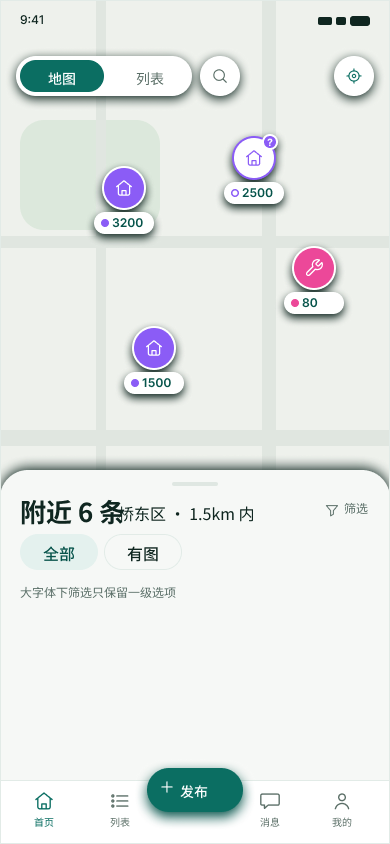 9:41
地图 列表
?
2500
3200
80
1500
附近 6 条 桥东区 · 1.5km 内 筛选
全部 有图
大字体下筛选只保留一级选项
首页 列表 + 发布 消息 我的